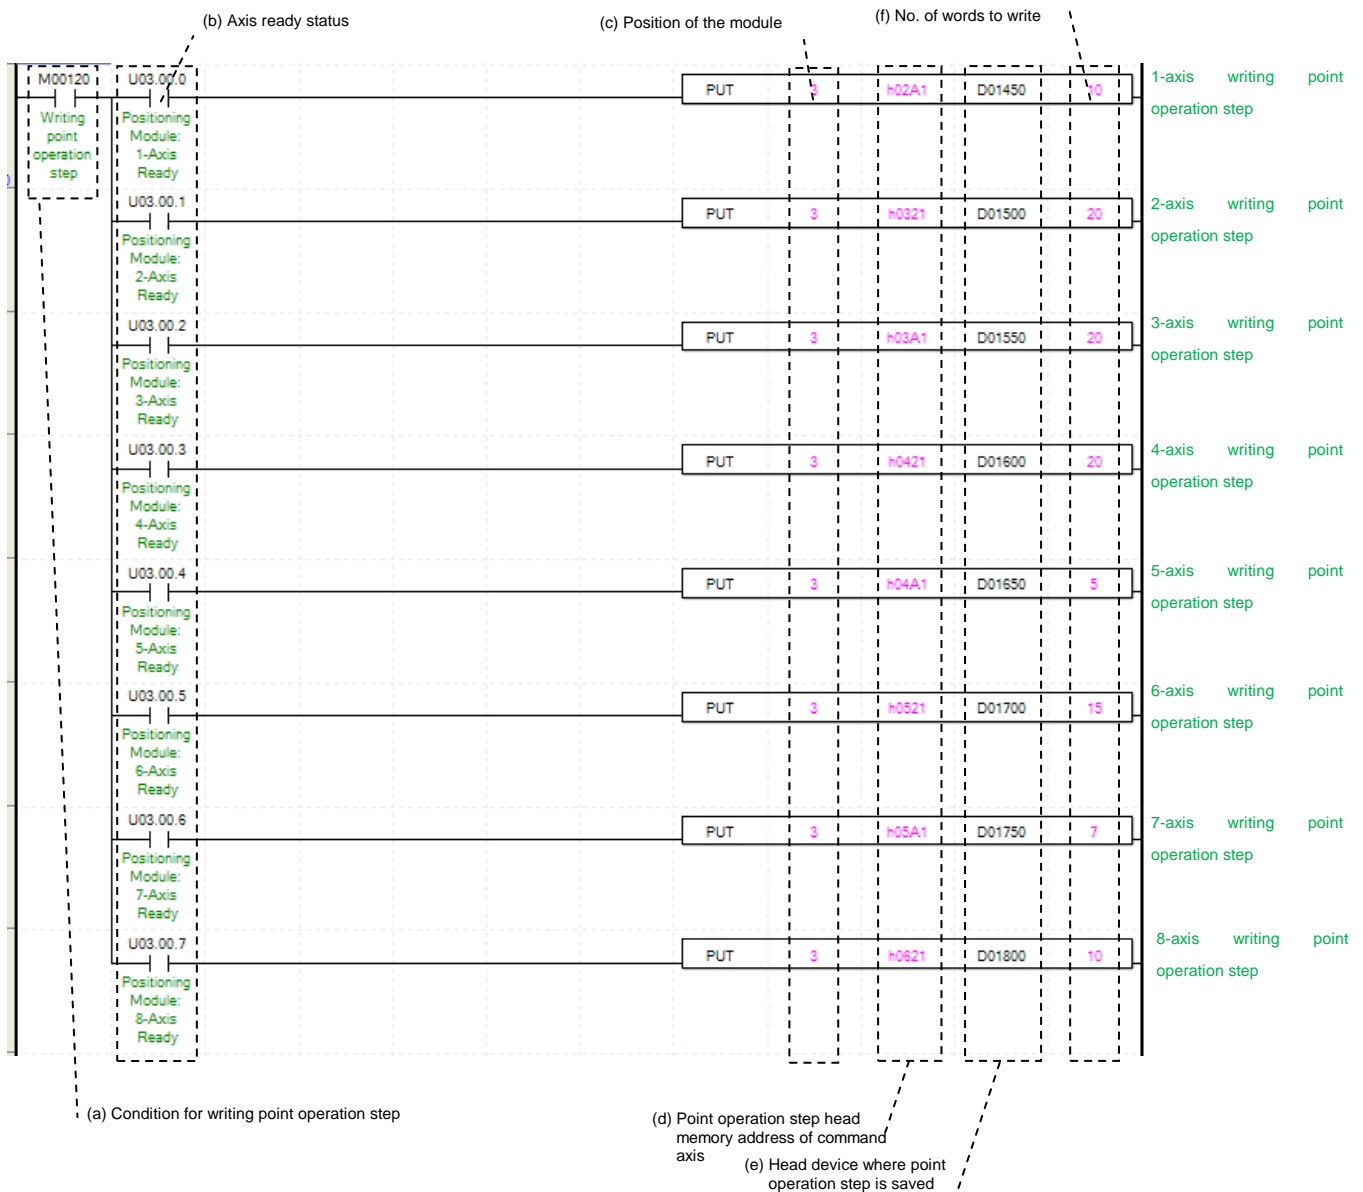 (b) Axis ready status
(c) Position of the module
(f) No. of words to write
M00120
U03.00.0
PUT 3 h02A1 D01450 10
1-axis writing point
operation step
Writing
point
operation
step
Positioning
Module:
1-Axis
Ready
U03.00.1
PUT 3 h0321 D01500 20
2-axis writing point
operation step
Positioning
Module:
2-Axis
Ready
U03.00.2
PUT 3 h03A1 D01550 20
3-axis writing point
operation step
Positioning
Module:
3-Axis
Ready
U03.00.3
PUT 3 h0421 D01600 20
4-axis writing point
operation step
Positioning
Module:
4-Axis
Ready
U03.00.4
PUT 3 h04A1 D01650 5
5-axis writing point
operation step
Positioning
Module:
5-Axis
Ready
U03.00.5
PUT 3 h0521 D01700 15
6-axis writing point
operation step
Positioning
Module:
6-Axis
Ready
U03.00.6
PUT 3 h05A1 D01750 7
7-axis writing point
operation step
Positioning
Module:
7-Axis
Ready
U03.00.7
PUT 3 h0621 D01800 10
8-axis writing point
operation step
Positioning
Module:
8-Axis
Ready
(a) Condition for writing point operation step
(d) Point operation step head
memory address of command
axis
(e) Head device where point
operation step is saved